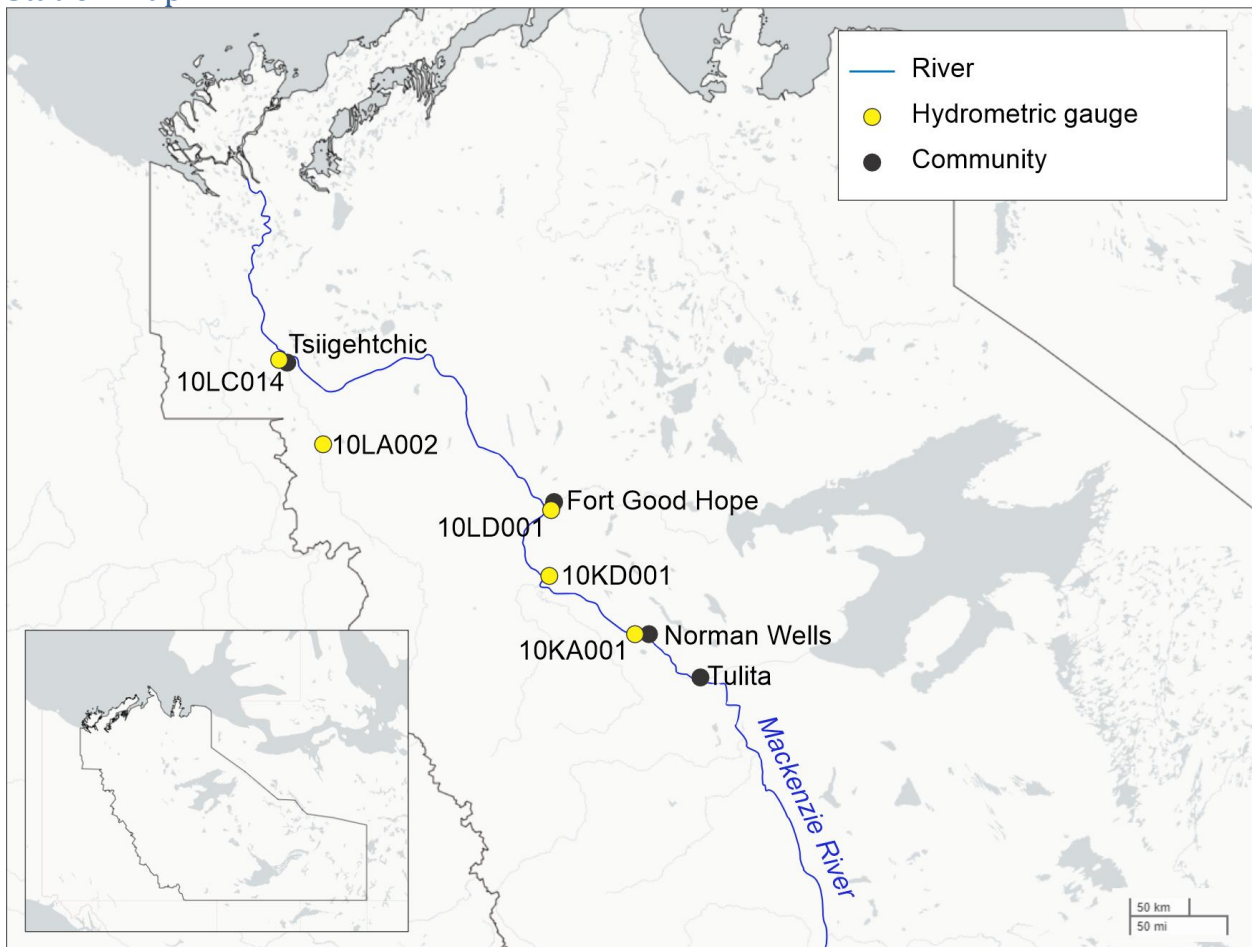 River
Hydrometric gauge
Community
Tsiigehtchic
10LC014
10LA002
Fort Good Hope
10LD001
10KD001
10KA001
Norman Wells
Tulita
Mackenzie River
50 km
50 mi